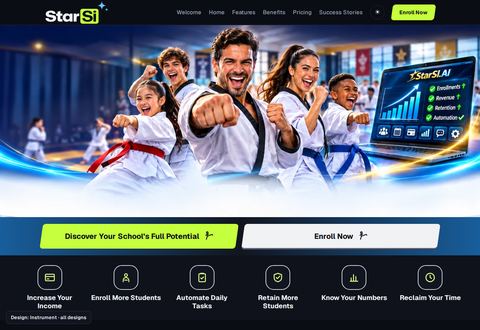 StarSi
Welcome Home Features Benefits Pricing Success Stories Enroll Now
StarSI.AI
Enrollments
Revenue
Retention
Automation
Discover Your School's Full Potential
Enroll Now
Increase Your
Income
Enroll More Students
Automate Daily
Tasks
Retain More
Students
Know Your Numbers
Reclaim Your Time
Design: Instrument · all designs